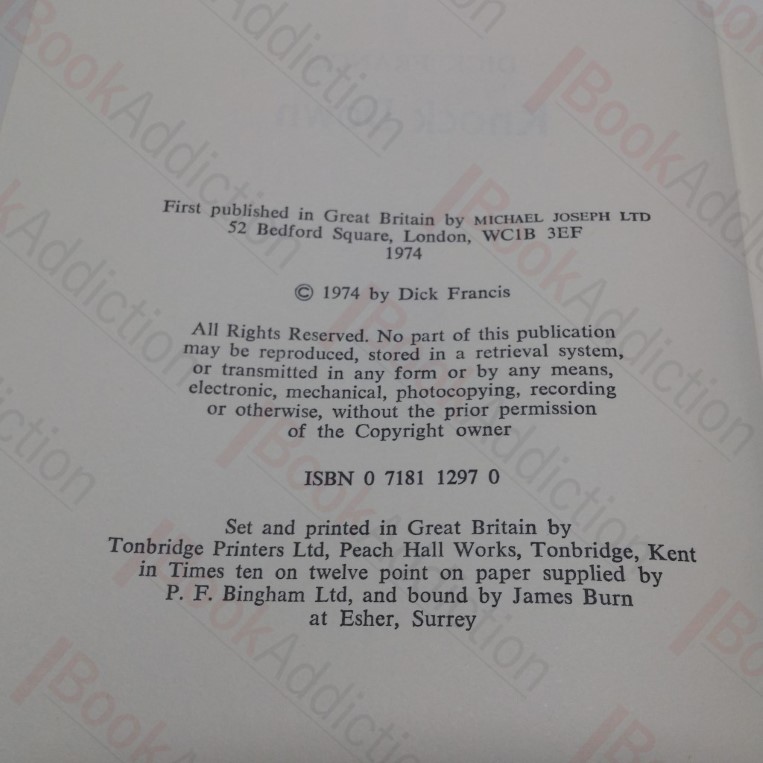 First published in Great Britain by MICHAEL JOSEPH LTD
52 Bedford Square, London, WC1B 3EF
1974
© 1974 by Dick Francis
All Rights Reserved. No part of this publication
may be reproduced, stored in a retrieval system,
or transmitted in any form or by any means,
electronic, mechanical, photocopying, recording
or otherwise, without the prior permission
of the Copyright owner
ISBN 0 7181 1297 0
Set and printed in Great Britain by
Tonbridge Printers Ltd, Peach Hall Works, Tonbridge, Kent
in Times ten on twelve point on paper supplied by
P. F. Bingham Ltd, and bound by James Burn
at Esher, Surrey
BookAddiction